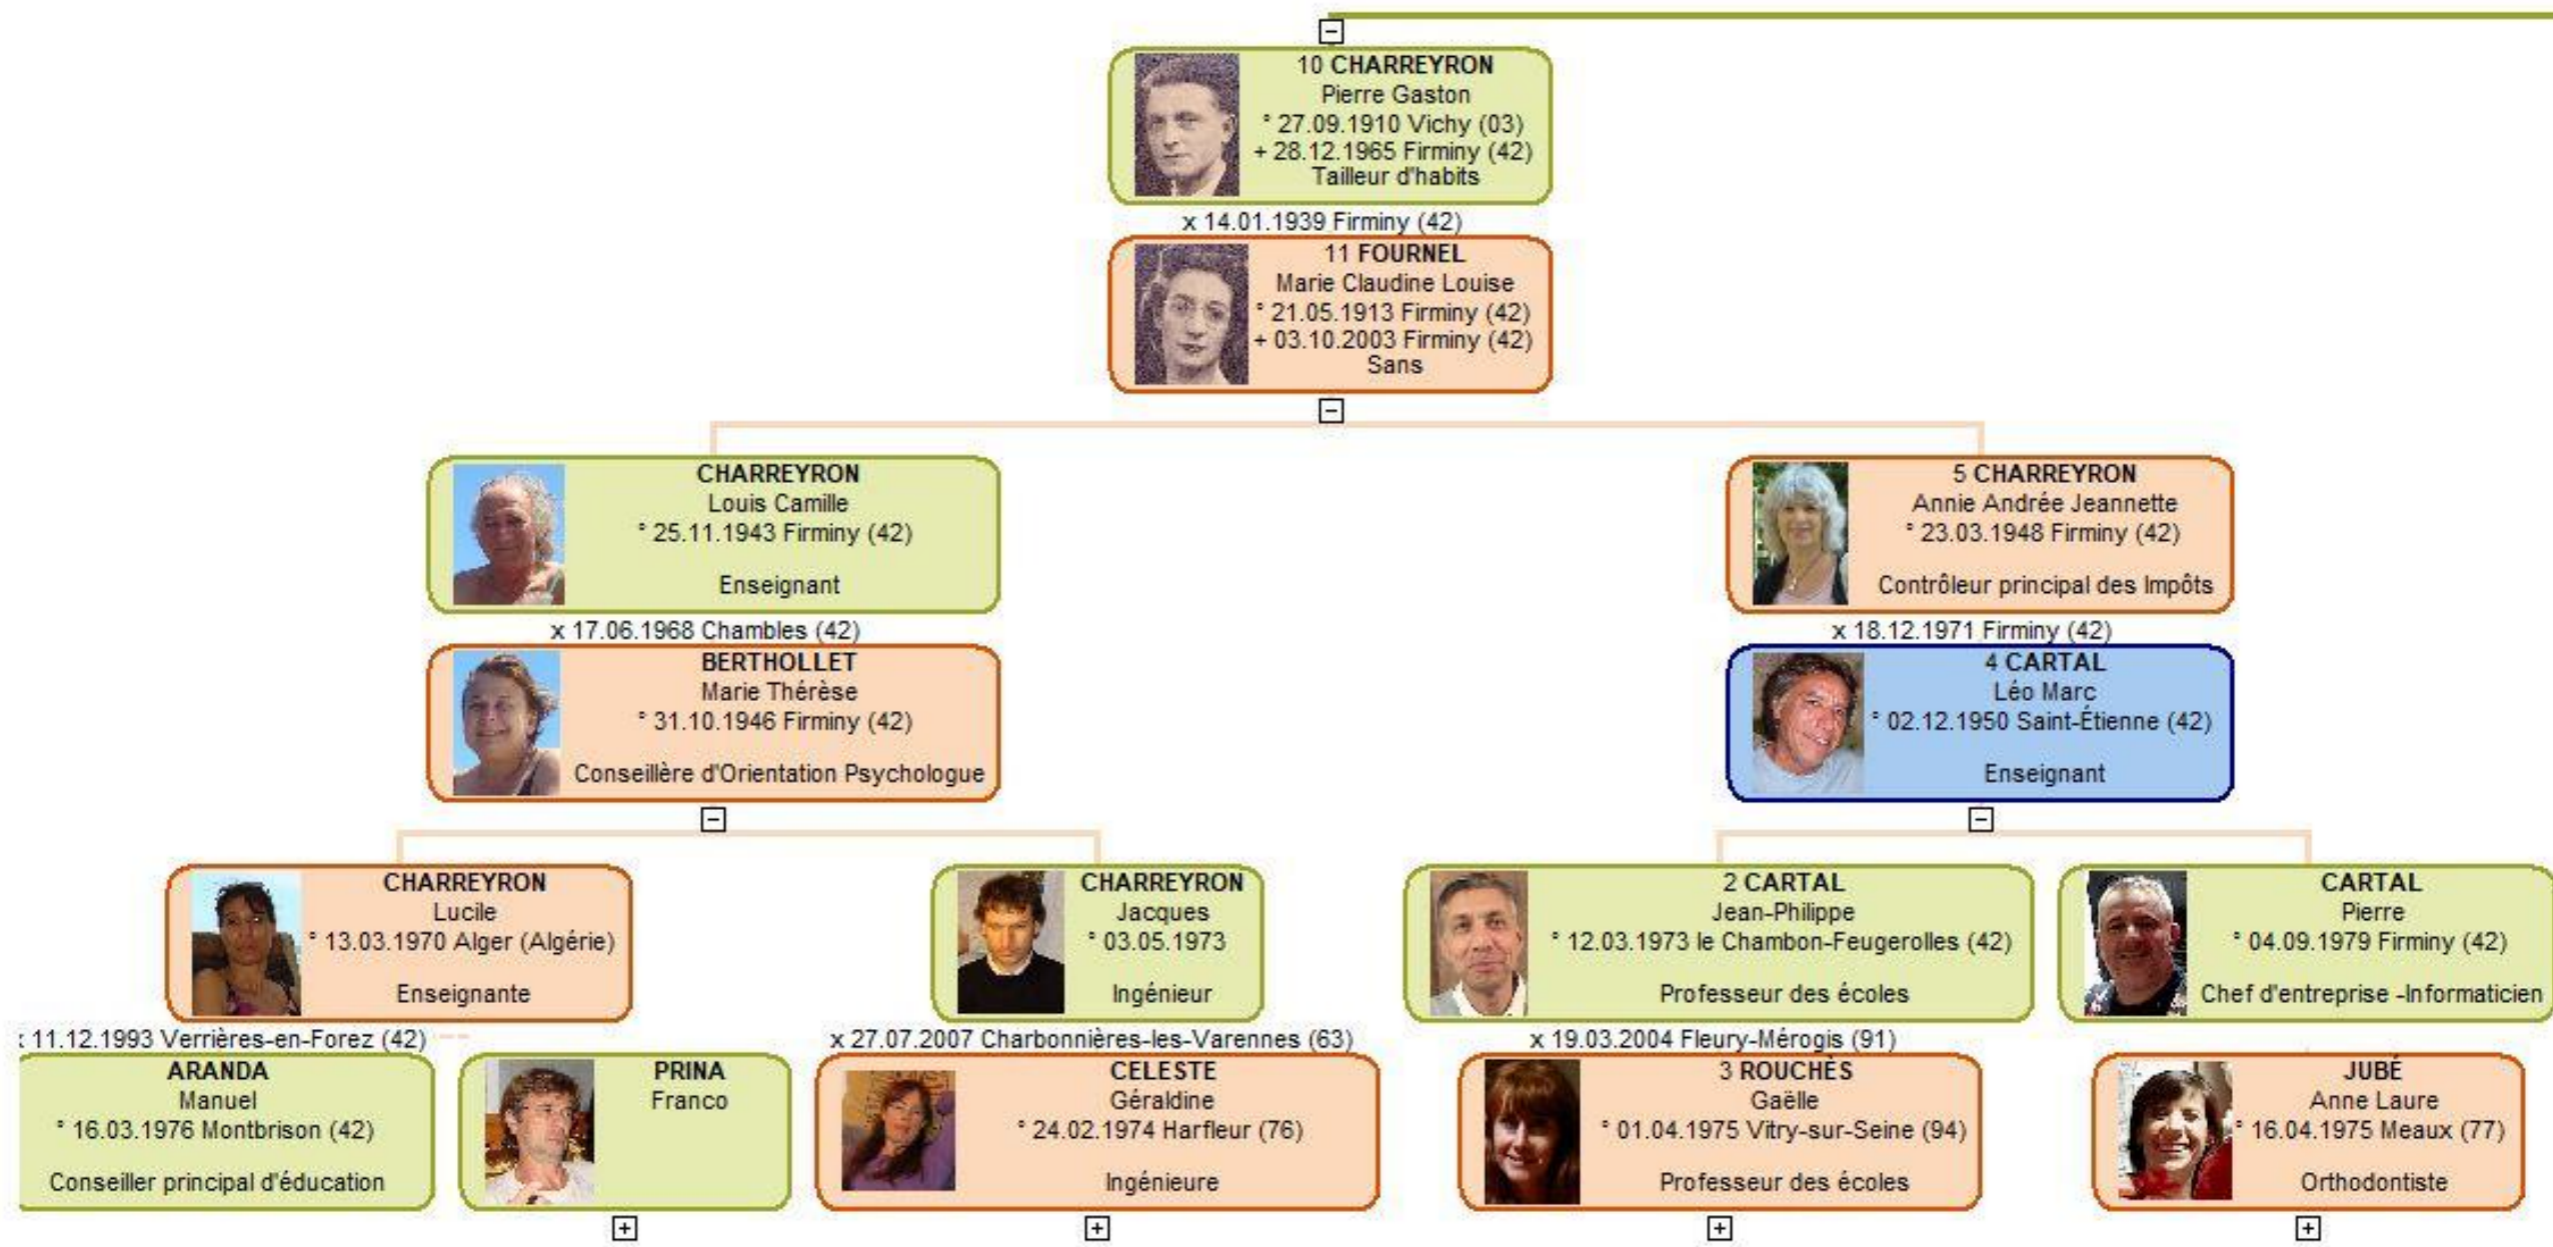 10 CHARREYRON
Pierre Gaston
° 27.09.1910 Vichy (03)
+ 28.12.1965 Firminy (42)
Tailleur d'habits
x 14.01.1939 Firminy (42)
11 FOURNEL
Marie Claudine Louise
° 21.05.1913 Firminy (42)
+ 03.10.2003 Firminy (42)
Sans
CHARREYRON
Louis Camille
° 25.11.1943 Firminy (42)
Enseignant
x 17.06.1968 Chambles (42)
BERTHOLLET
Marie Thérèse
° 31.10.1946 Firminy (42)
Conseillère d'Orientation Psychologue
5 CHARREYRON
Annie Andrée Jeannette
° 23.03.1948 Firminy (42)
Contrôleur principal des Impôts
x 18.12.1971 Firminy (42)
4 CARTAL
Léo Marc
° 02.12.1950 Saint-Étienne (42)
Enseignant
CHARREYRON
Lucile
° 13.03.1970 Alger (Algérie)
Enseignante
11.12.1993 Verrières-en-Forez (42)
ARANDA
Manuel
° 16.03.1976 Montbrison (42)
Conseiller principal d'éducation
PRINA
Franco
CHARREYRON
Jacques
° 03.05.1973
Ingénieur
x 27.07.2007 Charbonnières-les-Varennes (63)
CELESTE
Géraldine
° 24.02.1974 Harfleur (76)
Ingénieure
2 CARTAL
Jean-Philippe
° 12.03.1973 le Chambon-Feugerolles (42)
Professeur des écoles
x 19.03.2004 Fleury-Mérogis (91)
3 ROUCHÈS
Gaëlle
° 01.04.1975 Vitry-sur-Seine (94)
Professeur des écoles
CARTAL
Pierre
° 04.09.1979 Firminy (42)
Chef d'entreprise -Informaticien
JUBÉ
Anne Laure
° 16.04.1975 Meaux (77)
Orthodontiste